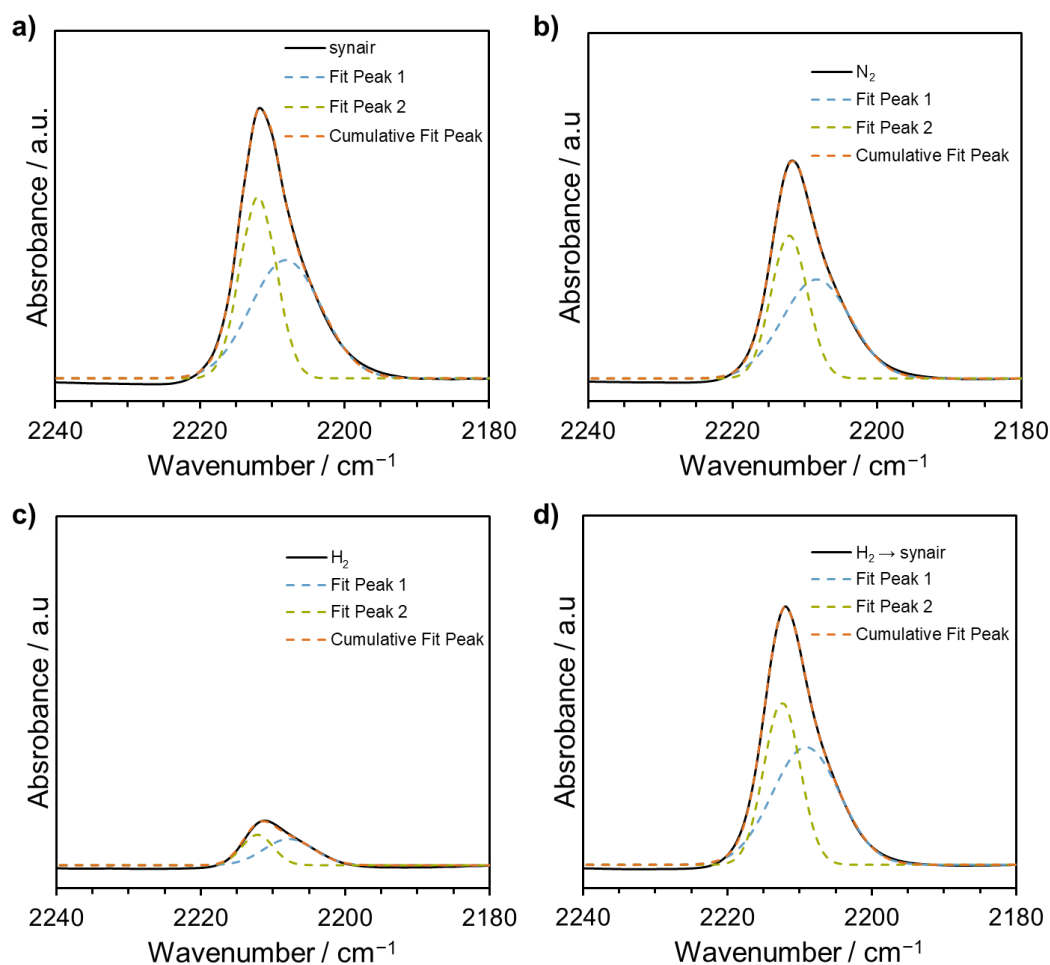 a)
Absrobance / a.u.
synair
Fit Peak 1
Fit Peak 2
Cumulative Fit Peak
2240 2220 2200 2180
Wavenumber / cm⁻¹
b)
Absrobance / a.u
N₂
Fit Peak 1
Fit Peak 2
Cumulative Fit Peak
2240 2220 2200 2180
Wavenumber / cm⁻¹
c)
Absrobance / a.u
H₂
Fit Peak 1
Fit Peak 2
Cumulative Fit Peak
2240 2220 2200 2180
Wavenumber / cm⁻¹
d)
Absrobance / a.u
H₂ → synair
Fit Peak 1
Fit Peak 2
Cumulative Fit Peak
2240 2220 2200 2180
Wavenumber / cm⁻¹